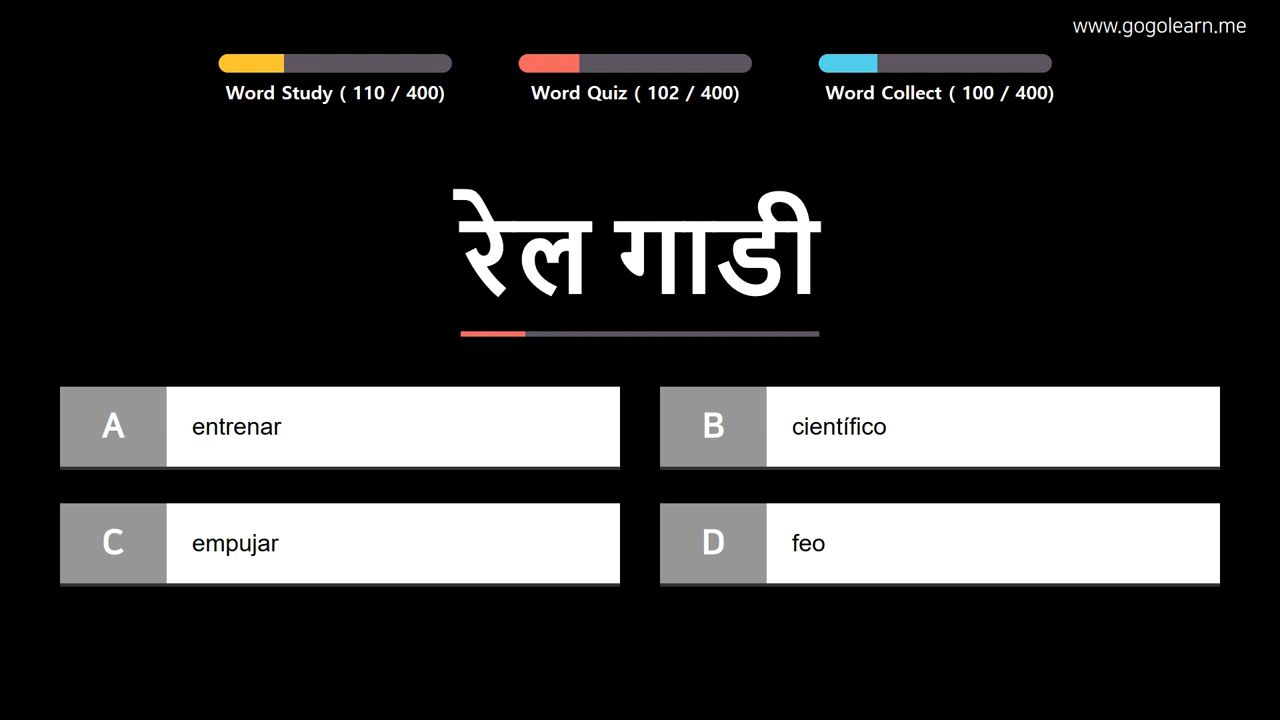 www.gogolearn.me
Word Study ( 110 / 400)
Word Quiz ( 102 / 400)
Word Collect ( 100 / 400)
रेल गाडी
A entrenar
B científico
C empujar
D feo